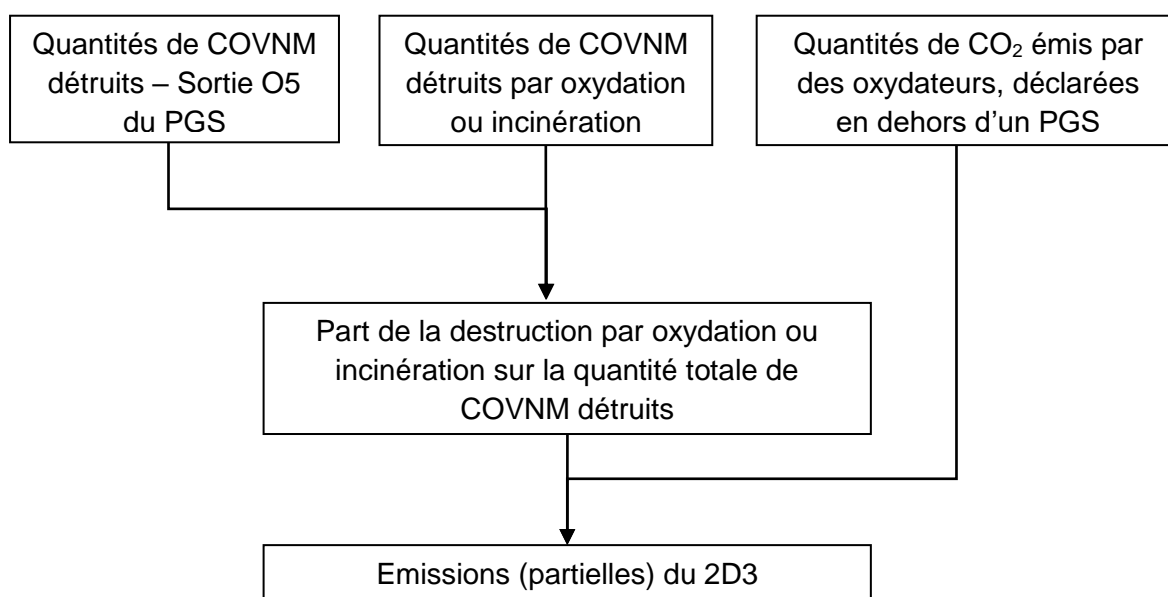 Quantités de COVNM
détruits – Sortie O5
du PGS
Quantités de COVNM
détruits par oxydation
ou incinération
Quantités de CO₂ émis par
des oxydateurs, déclarées
en dehors d’un PGS
Part de la destruction par oxydation ou
incinération sur la quantité totale de
COVNM détruits
Emissions (partielles) du 2D3